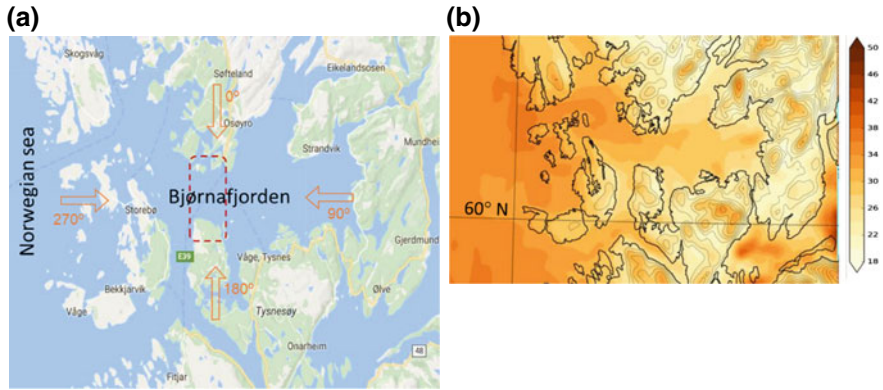 (a)
Skogsvåg
Søfteland
Eikelandsosen
0°
Osøyro
Mundhei
Strandvik
Norwegian sea
Bjørnafjorden
270°
Storebø
90°
Gjerdmund
E39
Våge, Tysnes
180°
Bekkjarvik
Våge
Tysnesøy
Ølve
Onarheim
48
Fitjar
(b)
60° N
50
46
42
38
34
30
26
22
18